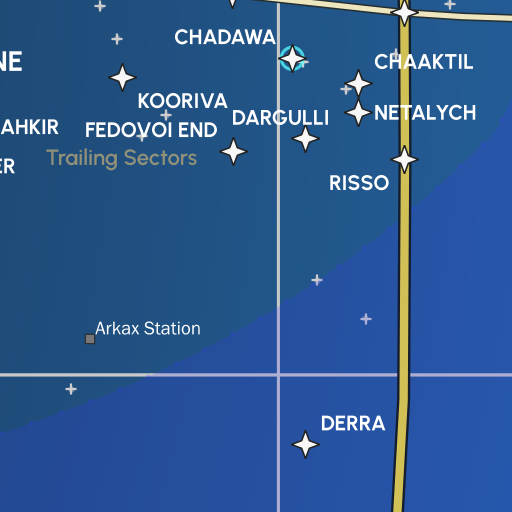 CHADAWA
NE
CHAAKTIL
KOORIVA
NETALYCH
DARGULLI
AHKIR
FEDOVOI END
Trailing Sectors
ER
RISSO
Arkax Station
DERRA